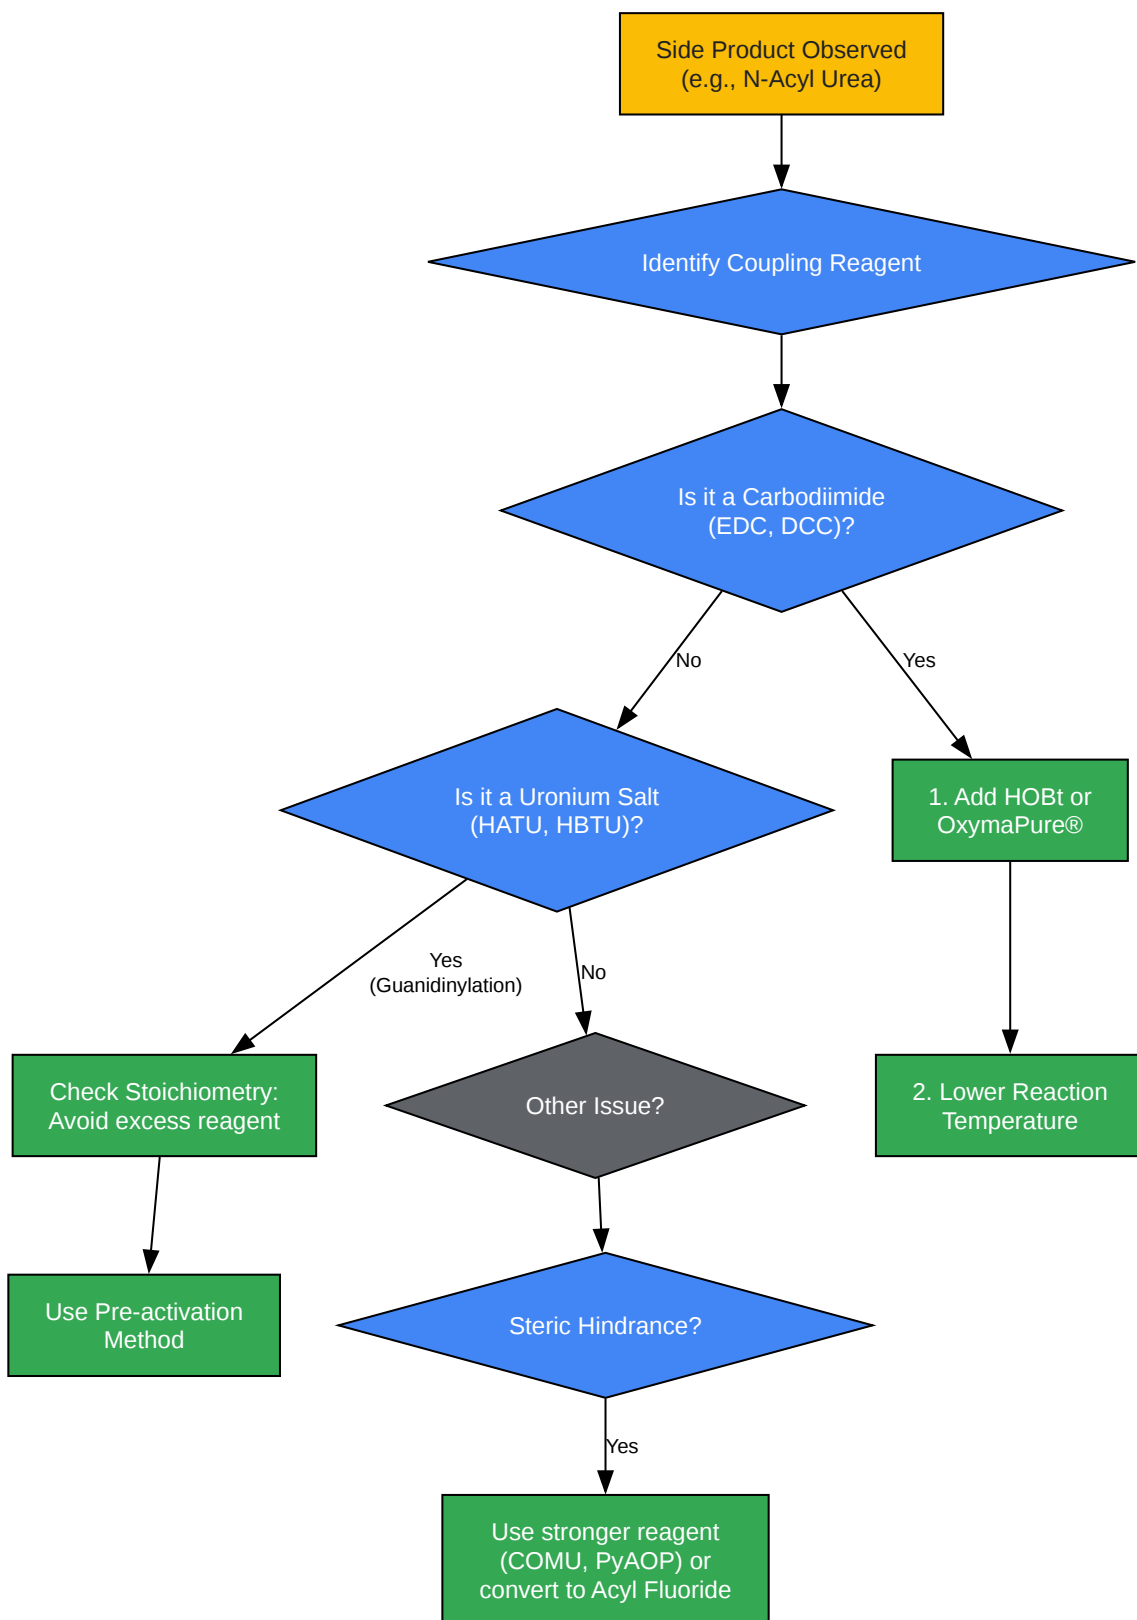 Side Product Observed
(e.g., N-Acyl Urea)
Identify Coupling Reagent
Is it a Carbodiimide
(EDC, DCC)?
No
Yes
Is it a Uronium Salt
(HATU, HBTU)?
1. Add HOBt or
OxymaPure®
Yes
(Guanidinylation)
No
Check Stoichiometry:
Avoid excess reagent
Other Issue?
2. Lower Reaction
Temperature
Use Pre-activation
Method
Steric Hindrance?
Yes
Use stronger reagent
(COMU, PyAOP) or
convert to Acyl Fluoride